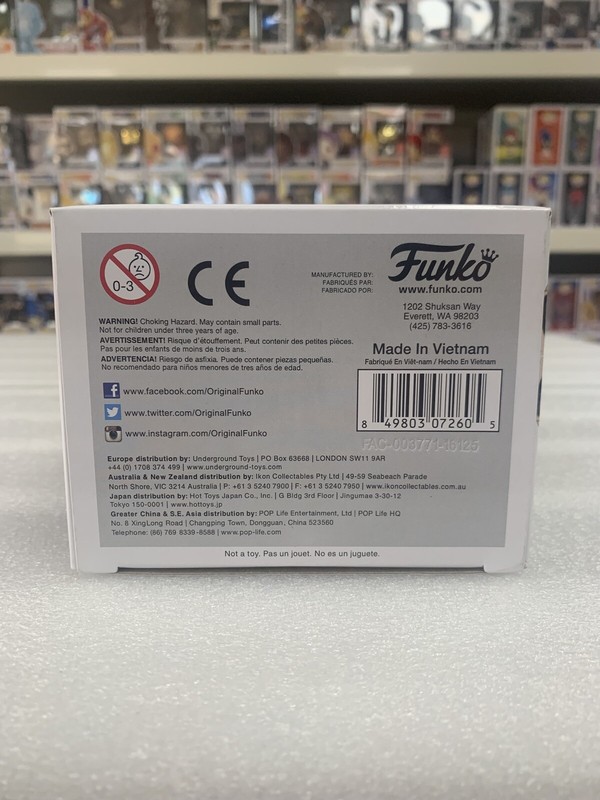 0-3
CE
MANUFACTURED BY:
FABRIQUÉS PAR:
FABRICADO POR:
Funko
www.funko.com
1202 Shuksan Way
Everett, WA 98203
(425) 783-3616
WARNING! Choking Hazard. May contain small parts.
Not for children under three years of age.
AVERTISSEMENT! Risque d'étouffement. Peut contenir des petites pièces.
Pas pour les enfants de moins de trois ans.
ADVERTENCIA! Riesgo de asfixia. Puede contener piezas pequeñas.
No recomendado para niños menores de tres años de edad.
Made In Vietnam
Fabriqué En Viêt-nam / Hecho En Vietnam
www.facebook.com/OriginalFunko
www.twitter.com/OriginalFunko
www.instagram.com/OriginalFunko
8 49803 07260 5
FAC-003771-16125
Europe distribution by: Underground Toys | PO Box 63668 | LONDON SW11 9AR
+44 (0) 1708 374 499 | www.underground-toys.com
Australia & New Zealand distribution by: Ikon Collectables Pty Ltd | 49-59 Seabeach Parade
North Shore, VIC 3214 Australia | P: +61 3 5240 7900 | F: +61 3 5240 7950 | www.ikoncollectables.com.au
Japan distribution by: Hot Toys Japan Co., Inc. | G Bldg 3rd Floor | Jingumae 3-30-12
Tokyo 150-0001 | www.hottoys.jp
Greater China & S.E. Asia distribution by: POP Life Entertainment, Ltd | POP Life HQ
No. 8 XingLong Road | Changping Town, Dongguan, China 523560
Telephone: (86) 769 8339-8588 | www.pop-life.com
Not a toy. Pas un jouet. No es un juguete.